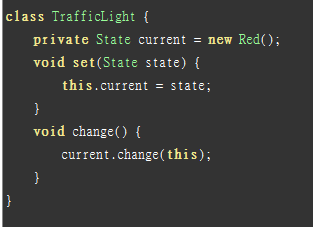 class TrafficLight {
    private State current = new Red();
    void set(State state) {
        this.current = state;
    }
    void change() {
        current.change(this);
    }
}